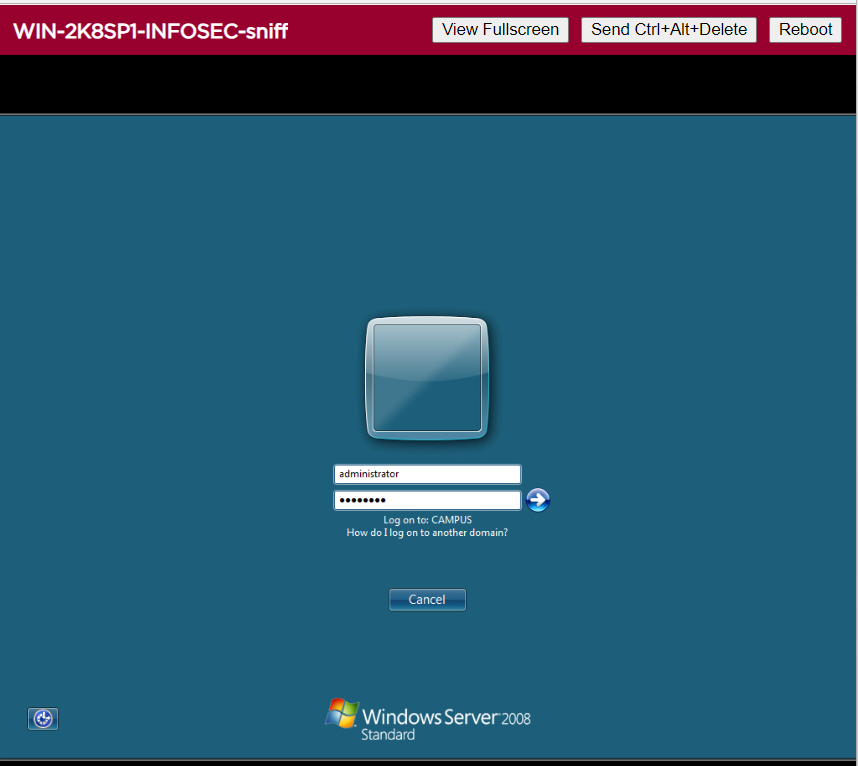 WIN-2K8SP1-INFOSEC-sniff View Fullscreen Send Ctrl+Alt+Delete Reboot
administrator
••••••••
Log on to: CAMPUS
How do I log on to another domain?
Cancel
Windows Server 2008
Standard